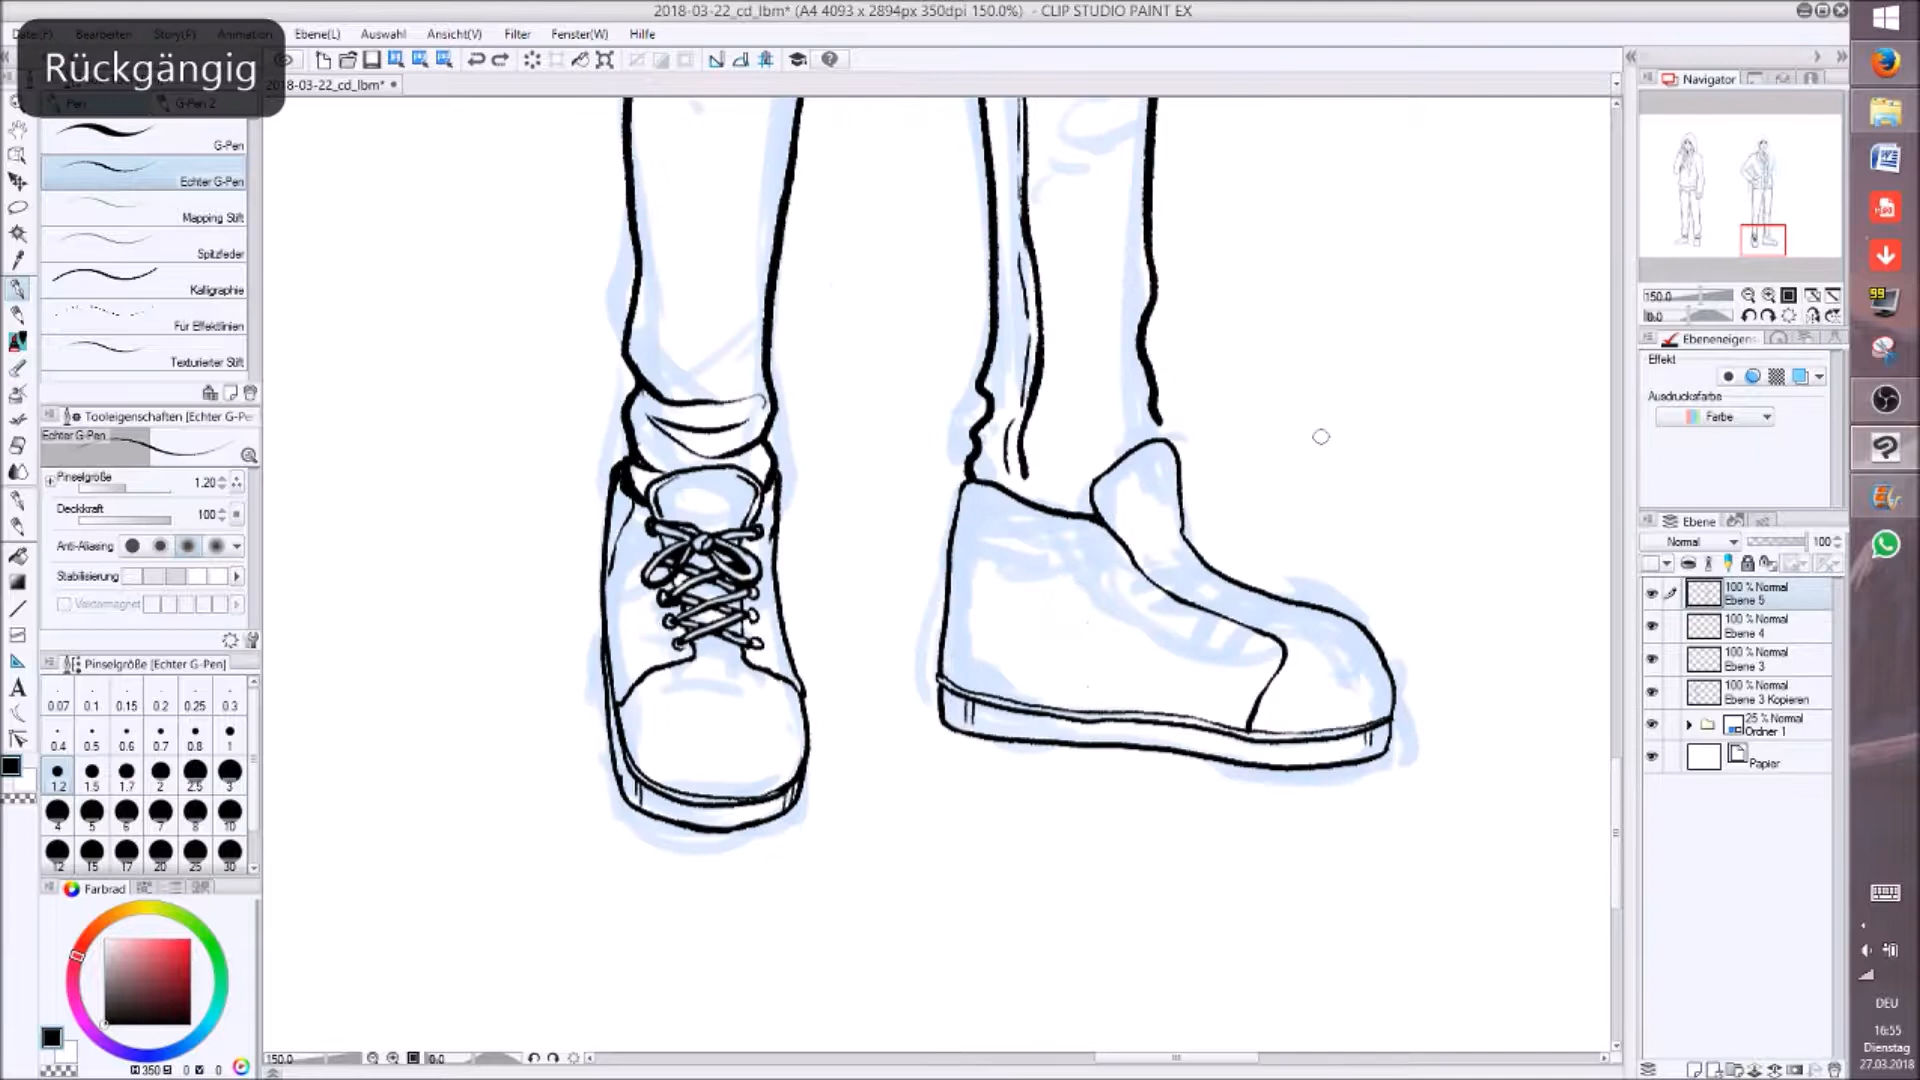 2018-03-22_cd_lbm* (A4 4093 x 2894px 350dpi 150.0%) - CLIP STUDIO PAINT EX
Datei(F) Bearbeiten Story(P) Animation Ebene(L) Auswahl Ansicht(V) Filter Fenster(W) Hilfe
Rückgängig
2018-03-22_cd_lbm*
Pen G-Pen 2
G-Pen
Echter G-Pen
Mapping Stift
Spitzfeder
Kalligraphie
Für Effektlinien
Texturierter Stift
Tooleigenschaften [Echter G-Pe
Echter G-Pen
Pinselgröße 1.20
Deckkraft 100
Anti-Aliasing
Stabilisierung
Vektormagnet
Pinselgröße [Echter G-Pen]
0.07 0.1 0.15 0.2 0.25 0.3
0.4 0.5 0.6 0.7 0.8 1
1.2 1.5 1.7 2 2.5 3
4 5 6 7 8 10
12 15 17 20 25 30
Farbrad
H 350 S 0 V 0
150.0 0.0
Navigator
150.0
0.0
Ebeneneigens
Effekt
Ausdrucksfarbe
Farbe
Ebene
Normal 100
100 % Normal
Ebene 5
100 % Normal
Ebene 4
100 % Normal
Ebene 3
100 % Normal
Ebene 3 Kopieren
25 % Normal
Ordner 1
Papier
99
DEU
16:55
Dienstag
27.03.2018